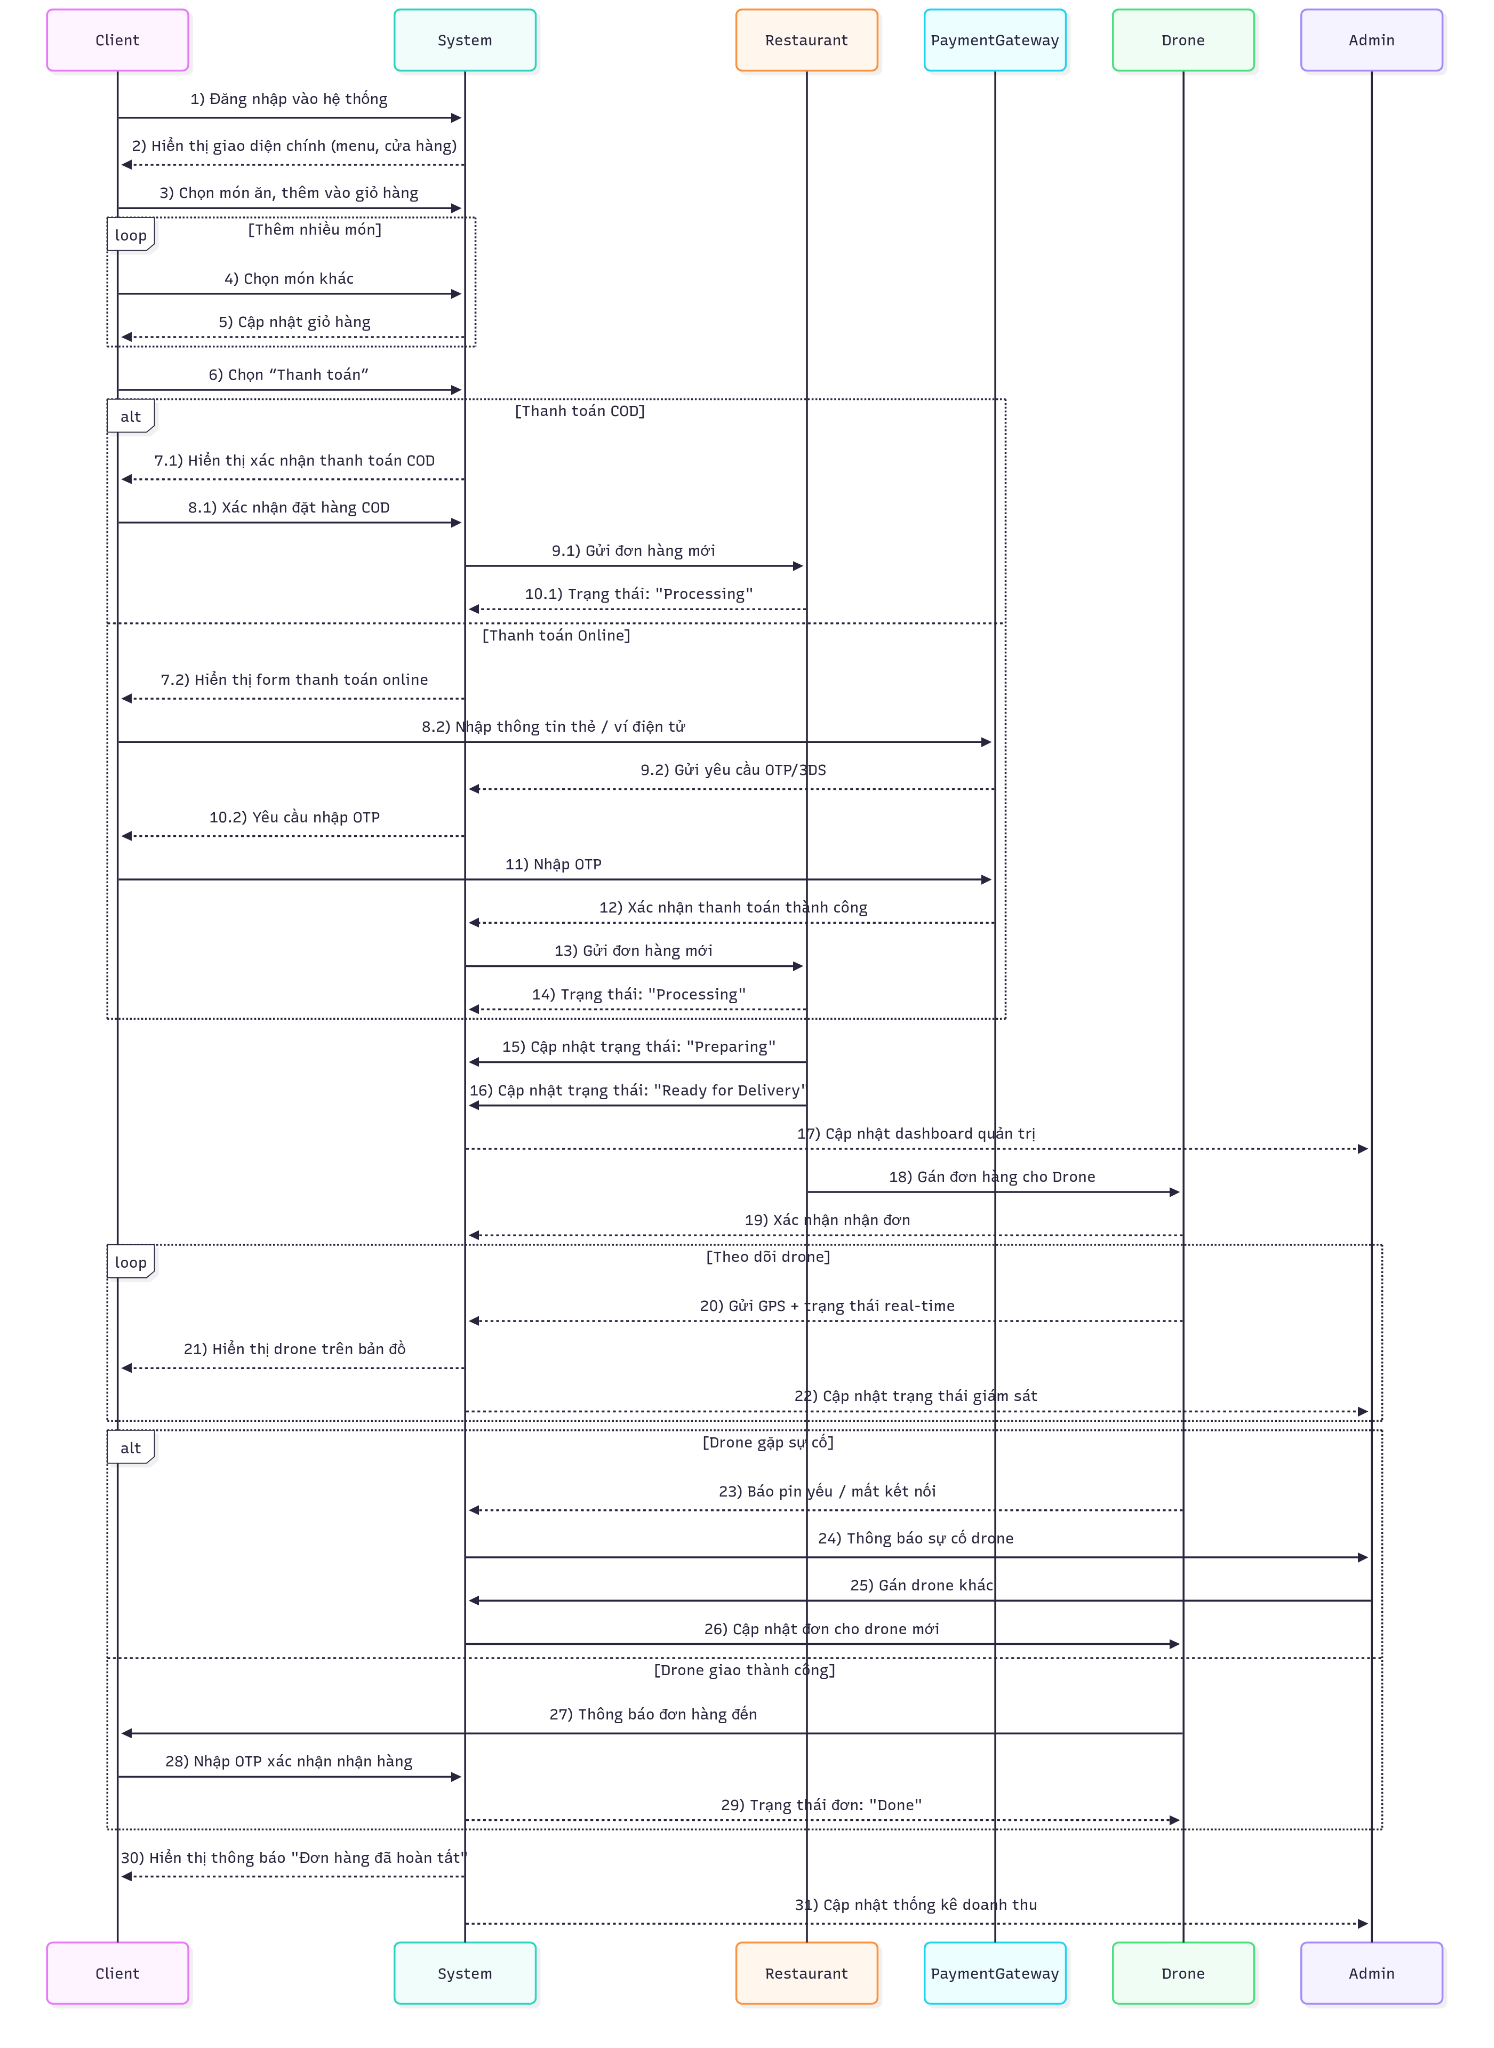 Client
System
Restaurant
PaymentGateway
Drone
Admin
1) Đăng nhập vào hệ thống
2) Hiển thị giao diện chính (menu, cửa hàng)
3) Chọn món ăn, thêm vào giỏ hàng
loop
[Thêm nhiều món]
4) Chọn món khác
5) Cập nhật giỏ hàng
6) Chọn “Thanh toán”
alt
[Thanh toán COD]
7.1) Hiển thị xác nhận thanh toán COD
8.1) Xác nhận đặt hàng COD
9.1) Gửi đơn hàng mới
10.1) Trạng thái: "Processing"
[Thanh toán Online]
7.2) Hiển thị form thanh toán online
8.2) Nhập thông tin thẻ / ví điện tử
9.2) Gửi yêu cầu OTP/3DS
10.2) Yêu cầu nhập OTP
11) Nhập OTP
12) Xác nhận thanh toán thành công
13) Gửi đơn hàng mới
14) Trạng thái: "Processing"
15) Cập nhật trạng thái: "Preparing"
16) Cập nhật trạng thái: "Ready for Delivery"
17) Cập nhật dashboard quản trị
18) Gán đơn hàng cho Drone
19) Xác nhận nhận đơn
loop
[Theo dõi drone]
20) Gửi GPS + trạng thái real-time
21) Hiển thị drone trên bản đồ
22) Cập nhật trạng thái giám sát
alt
[Drone gặp sự cố]
23) Báo pin yếu / mất kết nối
24) Thông báo sự cố drone
25) Gán drone khác
26) Cập nhật đơn cho drone mới
[Drone giao thành công]
27) Thông báo đơn hàng đến
28) Nhập OTP xác nhận nhận hàng
29) Trạng thái đơn: "Done"
30) Hiển thị thông báo "Đơn hàng đã hoàn tất"
31) Cập nhật thống kê doanh thu
Client
System
Restaurant
PaymentGateway
Drone
Admin